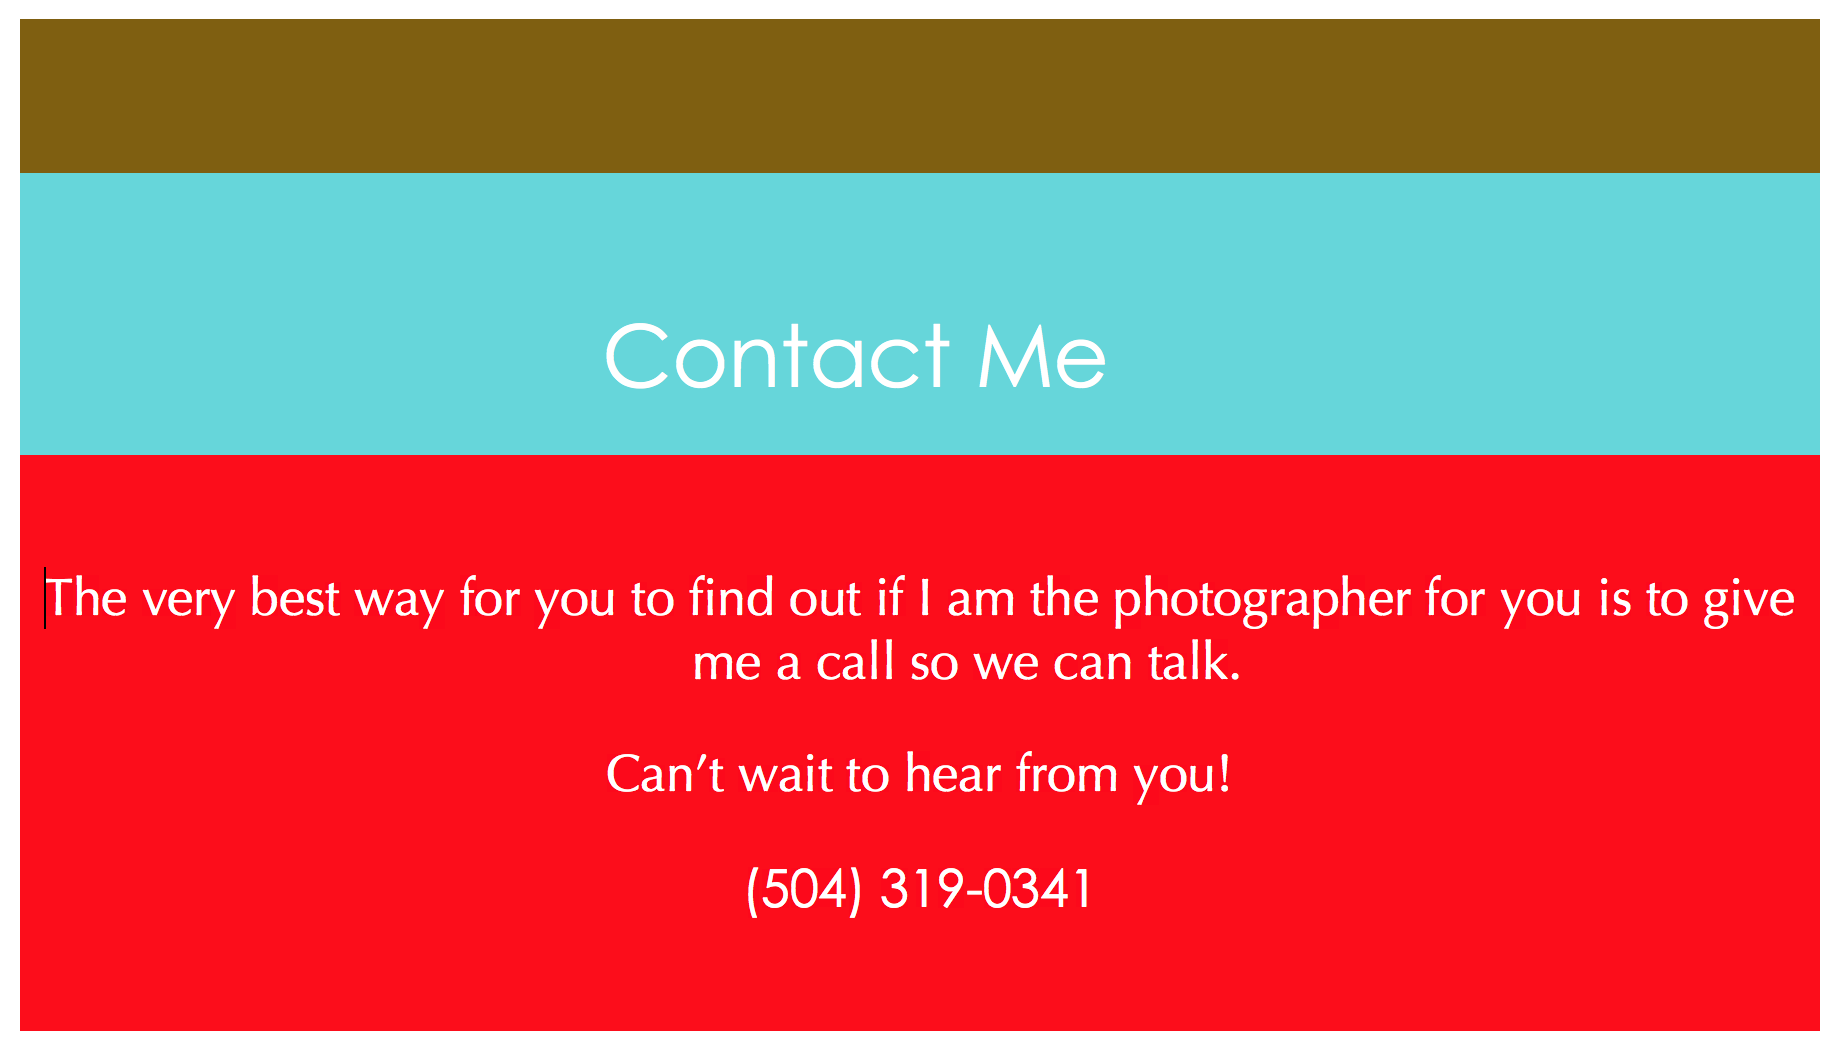 Contact Me
The very best way for you to find out if I am the photographer for you is to give
me a call so we can talk.
Can’t wait to hear from you!
(504) 319-0341